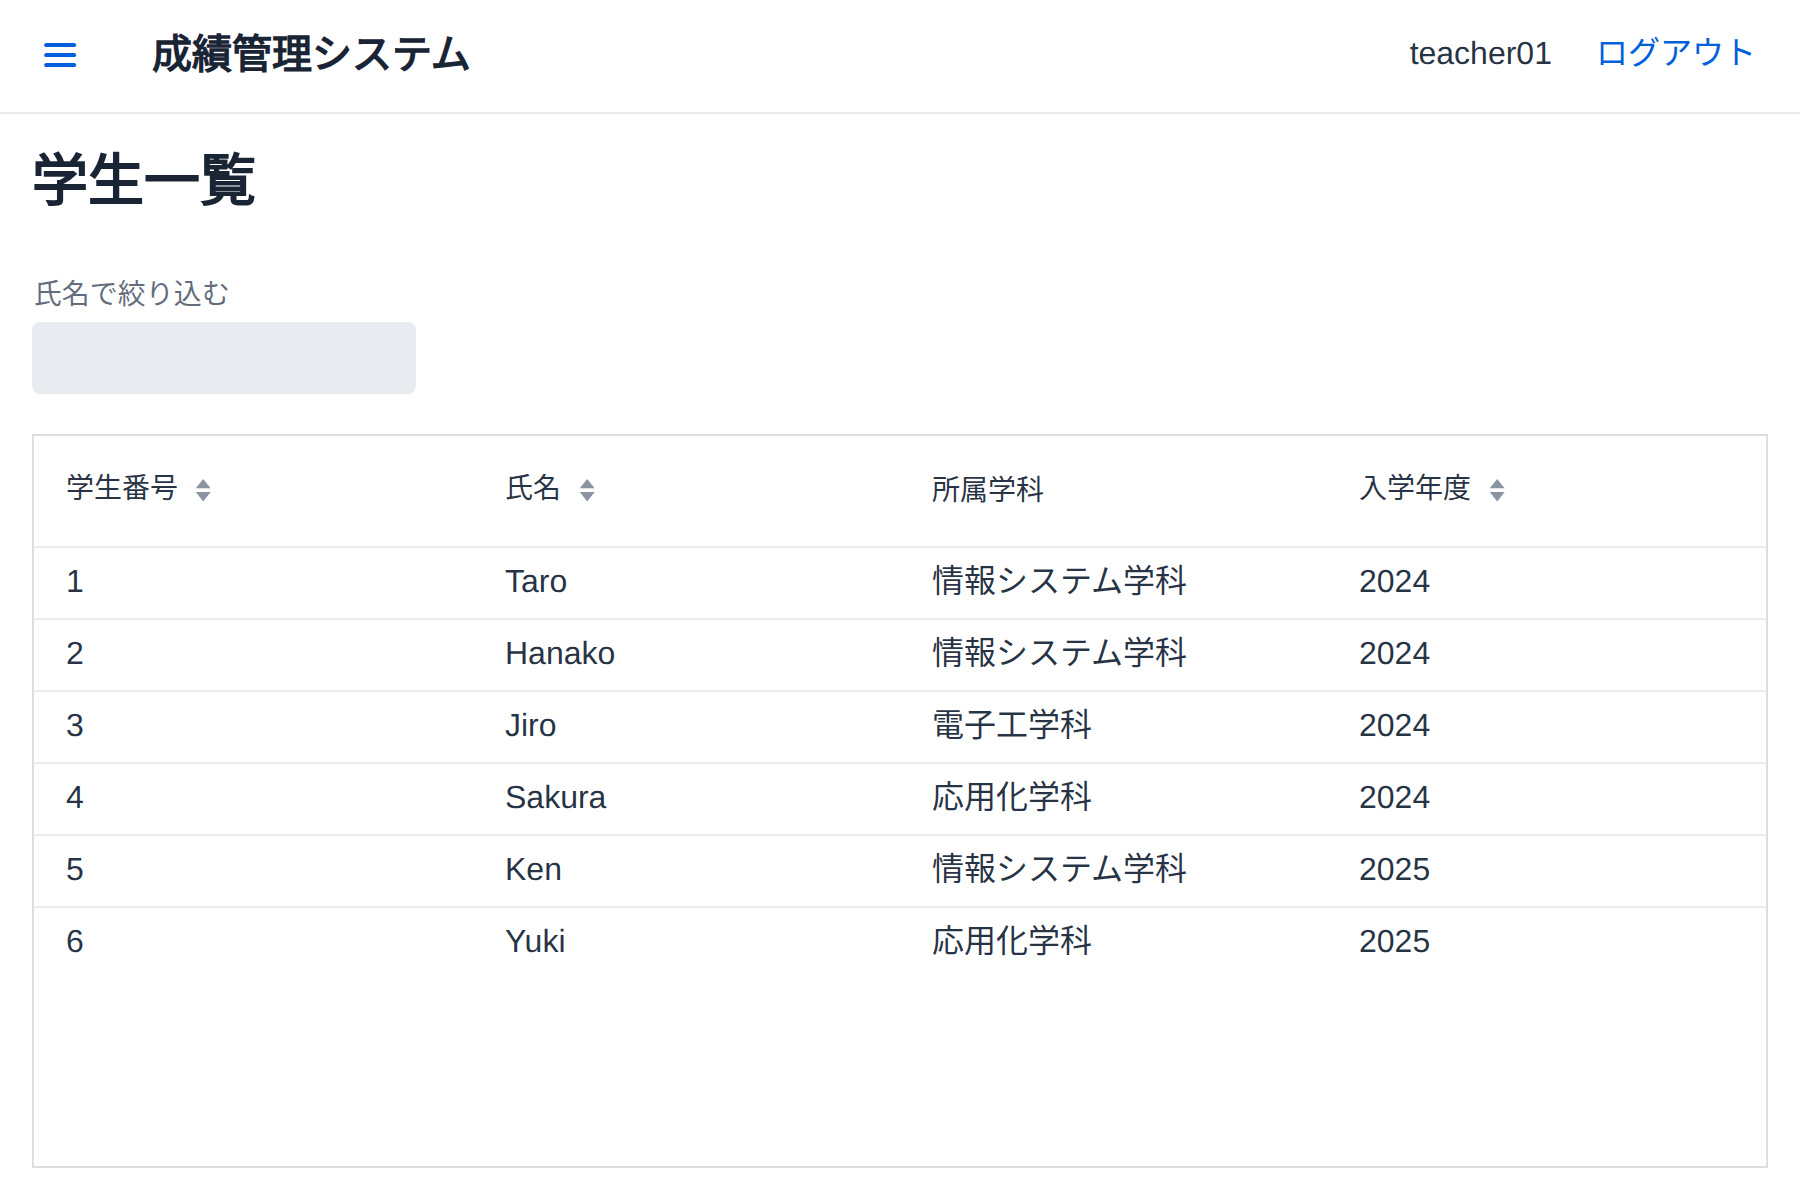 成績管理システム
teacher01 ログアウト
学生一覧
氏名で絞り込む
学生番号 氏名 所属学科 入学年度
1 Taro 情報システム学科 2024
2 Hanako 情報システム学科 2024
3 Jiro 電子工学科 2024
4 Sakura 応用化学科 2024
5 Ken 情報システム学科 2025
6 Yuki 応用化学科 2025